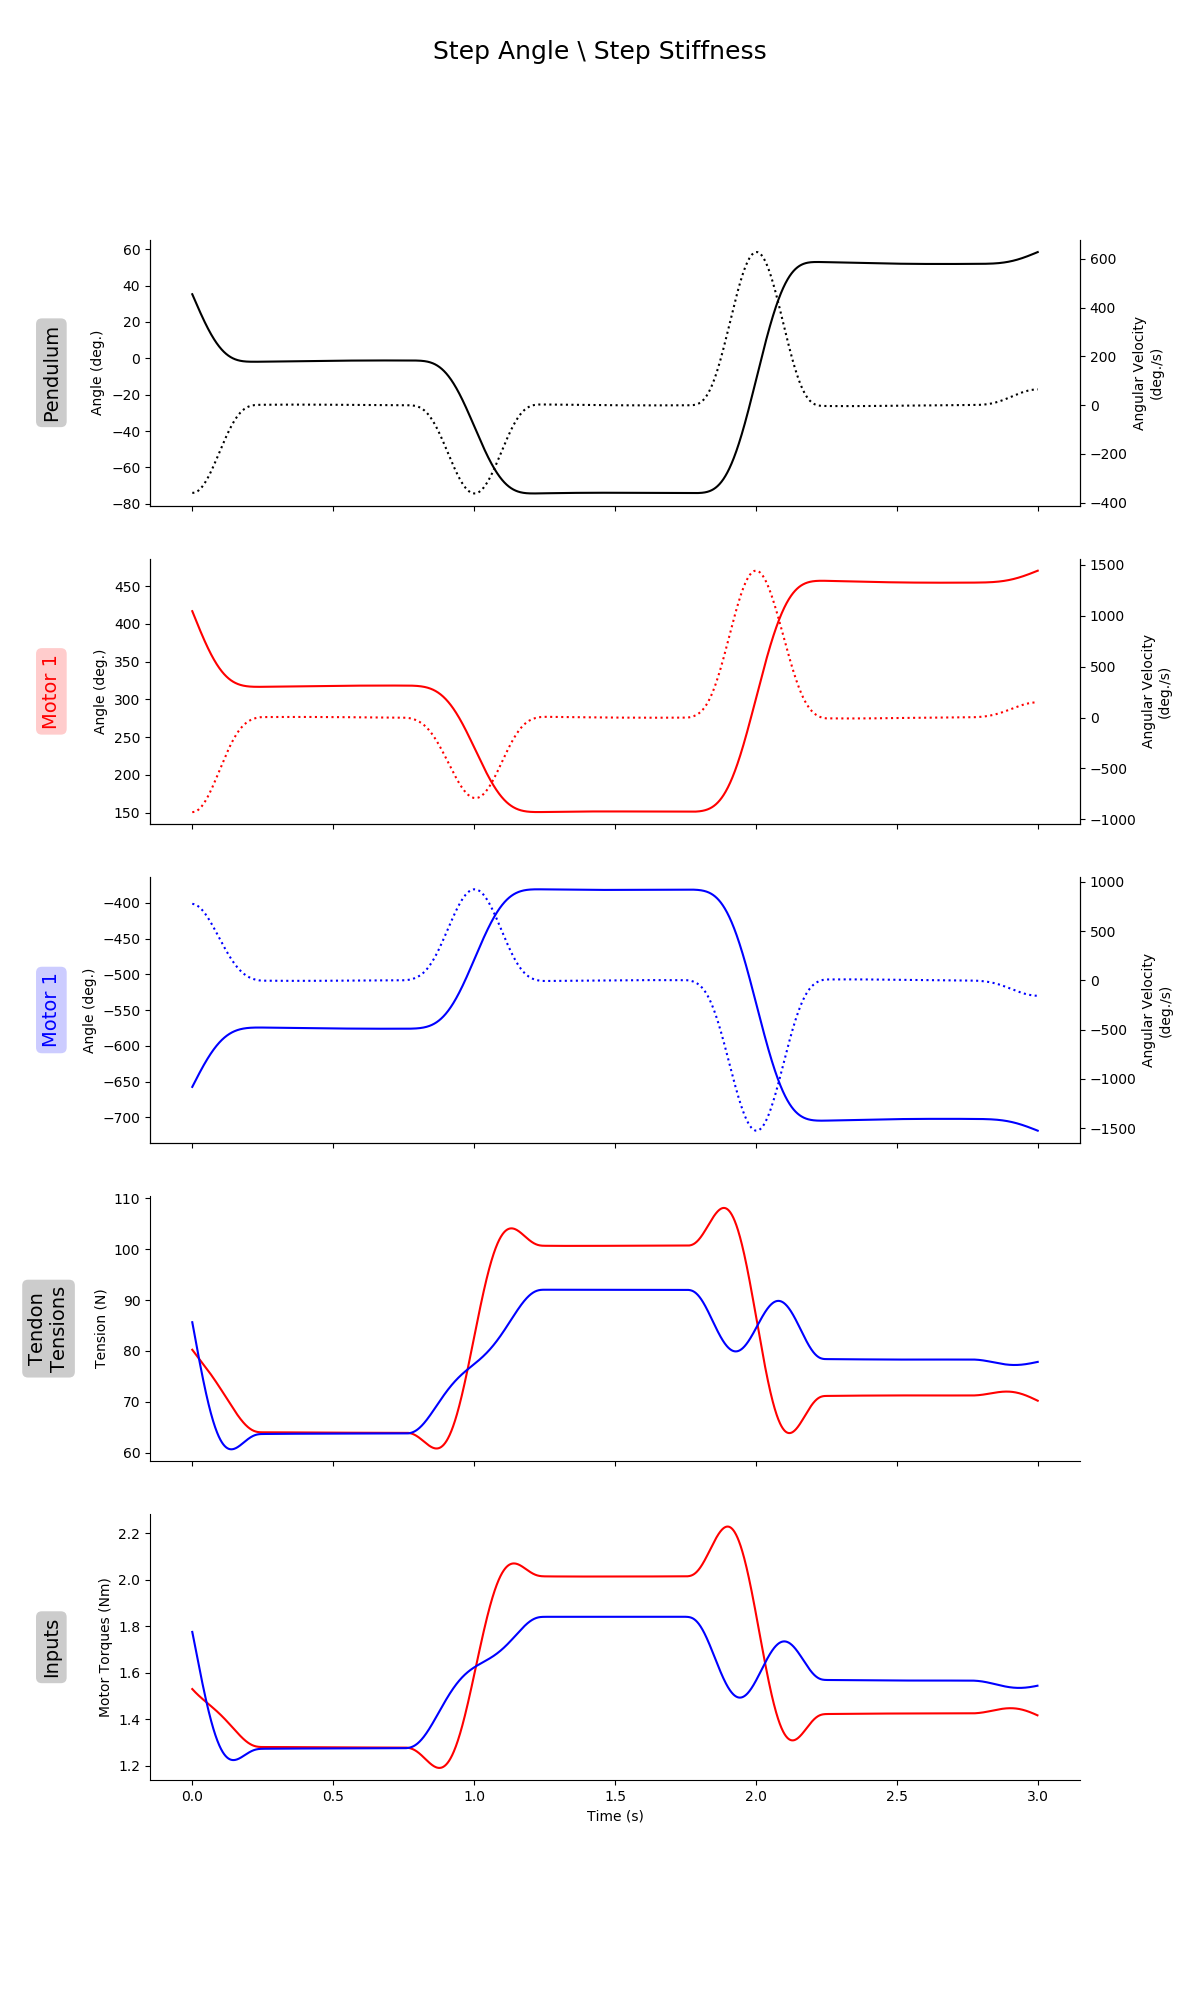 Step Angle \ Step Stiffness
Pendulum
Angle (deg.)
60
40
20
0
−20
−40
−60
−80
600
400
200
0
−200
−400
Angular Velocity
(deg./s)
Motor 1
Angle (deg.)
450
400
350
300
250
200
150
1500
1000
500
0
−500
−1000
Angular Velocity
(deg./s)
Motor 1
Angle (deg.)
−400
−450
−500
−550
−600
−650
−700
1000
500
0
−500
−1000
−1500
Angular Velocity
(deg./s)
Tendon
Tensions
Tension (N)
110
100
90
80
70
60
Inputs
Motor Torques (Nm)
2.2
2.0
1.8
1.6
1.4
1.2
0.0 0.5 1.0 1.5 2.0 2.5 3.0
Time (s)